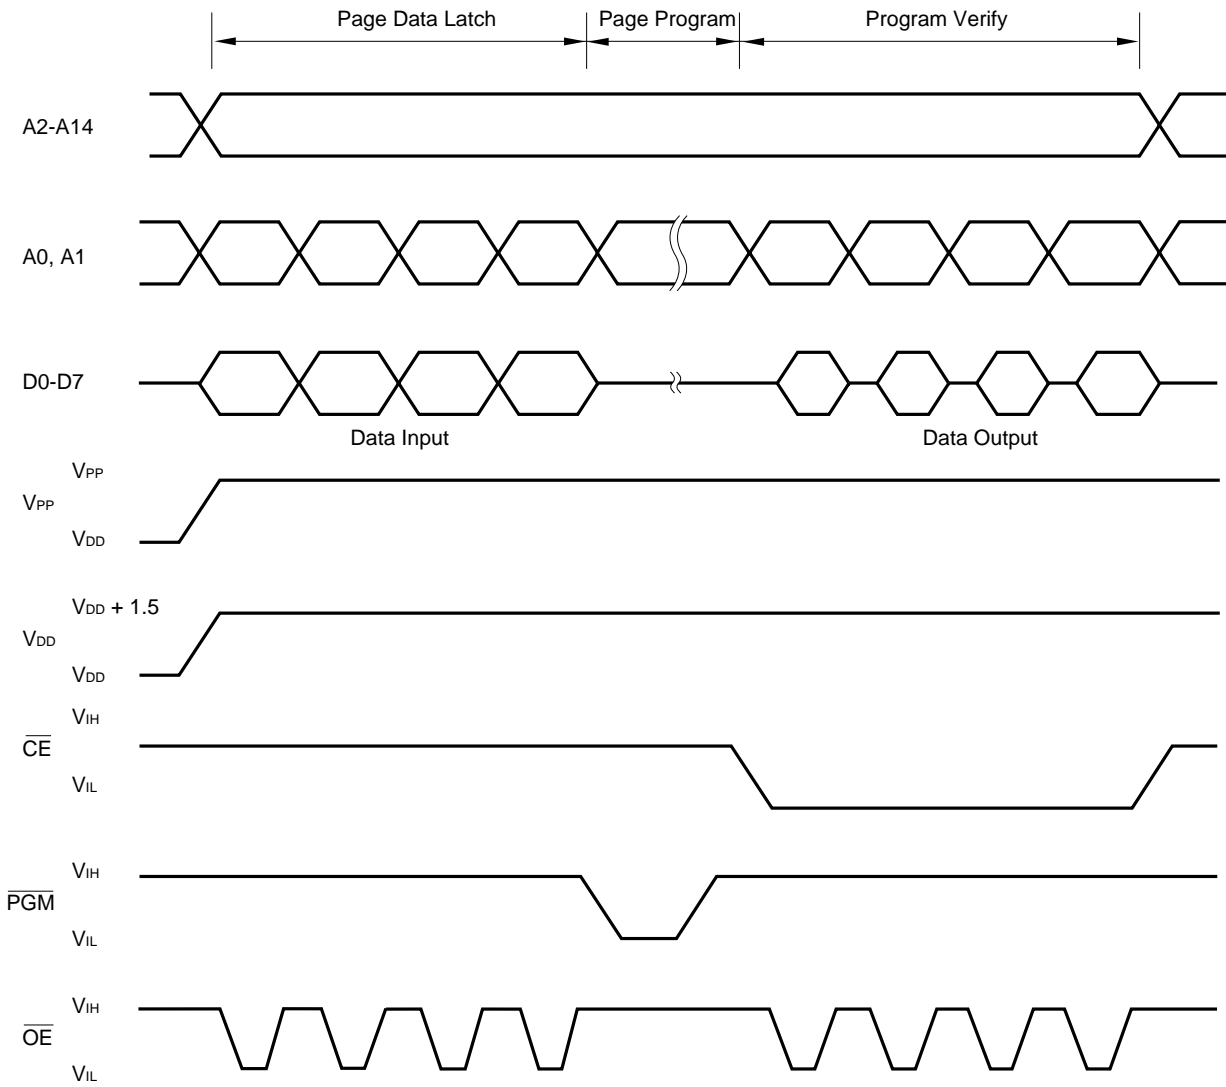 Page Data Latch Page Program Program Verify
A2-A14
A0, A1
D0-D7
Data Input Data Output
VPP
VPP
VDD
VDD + 1.5
VDD
VDD
VIH
CE
VIL
VIH
PGM
VIL
VIH
OE
VIL